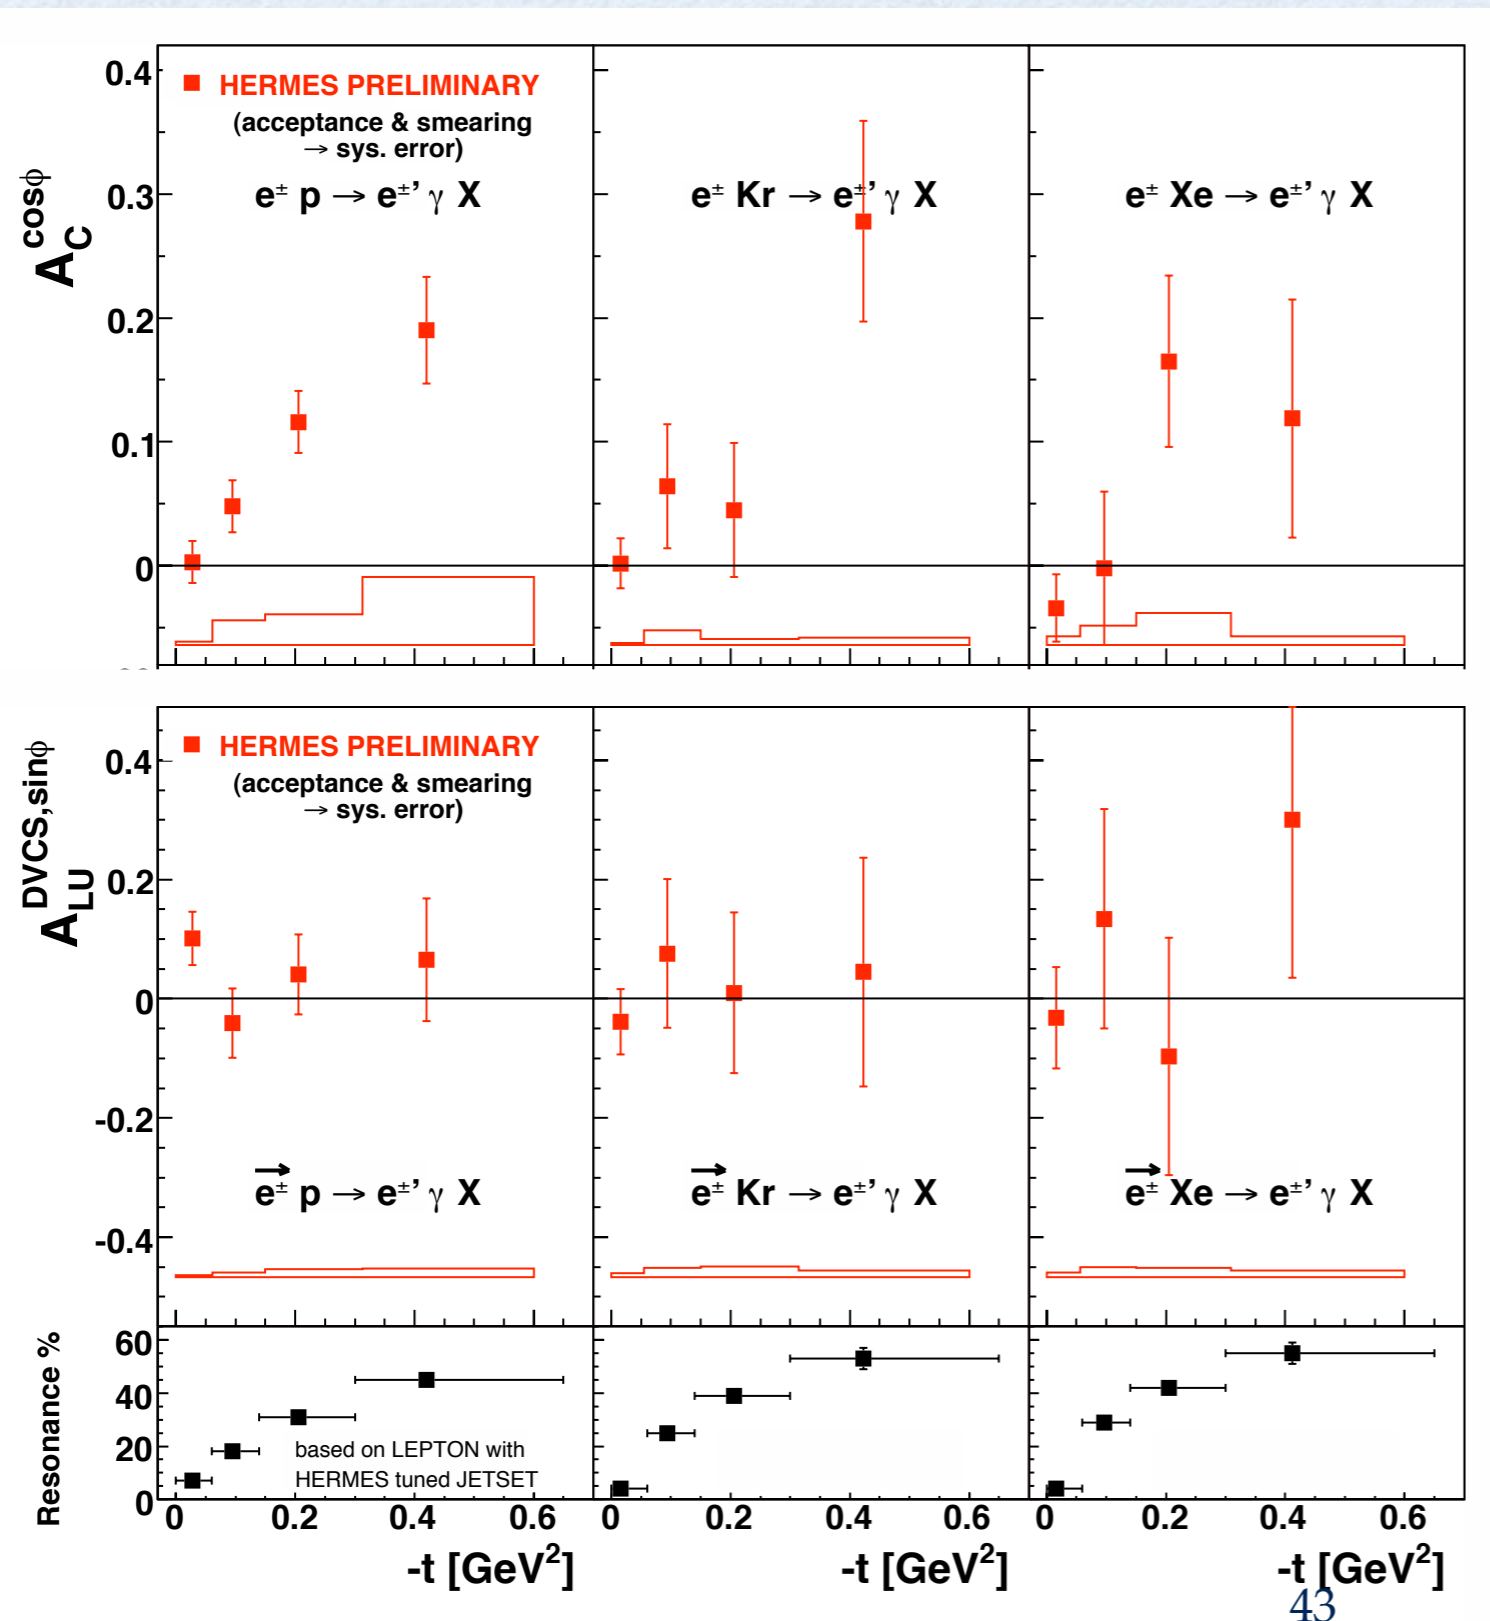 HERMES PRELIMINARY
(acceptance & smearing
→ sys. error)
e± p → e±' γ X
e± Kr → e±' γ X
e± Xe → e±' γ X
A_C^cosϕ
0.4
0.3
0.2
0.1
0
HERMES PRELIMINARY
(acceptance & smearing
→ sys. error)
A_LU^DVCS,sinϕ
0.4
0.2
0
-0.2
-0.4
e± p → e±' γ X
e± Kr → e±' γ X
e± Xe → e±' γ X
Resonance %
60
40
20
0
based on LEPTON with
HERMES tuned JETSET
0 0.2 0.4 0.6
0 0.2 0.4 0.6
0 0.2 0.4 0.6
-t [GeV²]
-t [GeV²]
-t [GeV²]
43